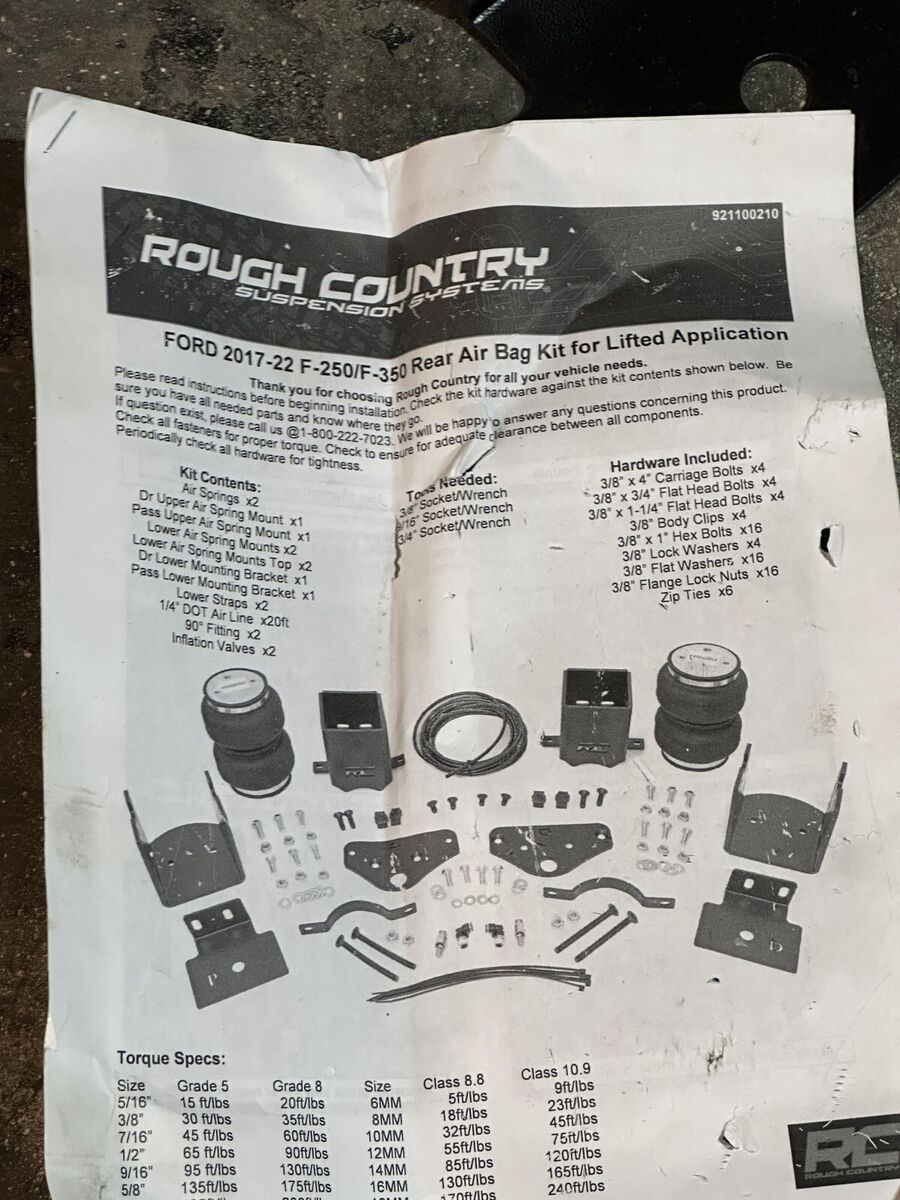 921100210
ROUGH COUNTRY
SUSPENSION SYSTEMS®
FORD 2017-22 F-250/F-350 Rear Air Bag Kit for Lifted Application
Thank you for choosing Rough Country for all your vehicle needs.
Please read instructions before beginning installation. Check the kit hardware against the kit contents shown below. Be
sure you have all needed parts and know where they go.
If question exist, please call us @1-800-222-7023. We will be happy to answer any questions concerning this product.
Check all fasteners for proper torque. Check to ensure for adequate clearance between all components.
Periodically check all hardware for tightness.
Kit Contents:
Air Springs x2
Dr Upper Air Spring Mount x1
Pass Upper Air Spring Mount x1
Lower Air Spring Mounts x2
Lower Air Spring Mounts Top x2
Dr Lower Mounting Bracket x1
Pass Lower Mounting Bracket x1
Lower Straps x2
1/4" DOT Air Line x20ft
90° Fitting x2
Inflation Valves x2
Tools Needed:
3/8" Socket/Wrench
9/16" Socket/Wrench
3/4" Socket/Wrench
Hardware Included:
3/8" x 4" Carriage Bolts x4
3/8" x 3/4" Flat Head Bolts x4
3/8" x 1-1/4" Flat Head Bolts x4
3/8" Body Clips x4
3/8" x 1" Hex Bolts x16
3/8" Lock Washers x4
3/8" Flat Washers x16
3/8" Flange Lock Nuts x16
Zip Ties x6
RC
RC
P
D
Torque Specs:
Size Grade 5 Grade 8 Size Class 8.8 Class 10.9
5/16" 15 ft/lbs 20ft/lbs 6MM 5ft/lbs 9ft/lbs
3/8" 30 ft/lbs 35ft/lbs 8MM 18ft/lbs 23ft/lbs
7/16" 45 ft/lbs 60ft/lbs 10MM 32ft/lbs 45ft/lbs
1/2" 65 ft/lbs 90ft/lbs 12MM 55ft/lbs 75ft/lbs
9/16" 95 ft/lbs 130ft/lbs 14MM 85ft/lbs 120ft/lbs
5/8" 135ft/lbs 175ft/lbs 16MM 130ft/lbs 165ft/lbs
170ft/lbs 240ft/lbs
RC
ROUGH COUNTRY